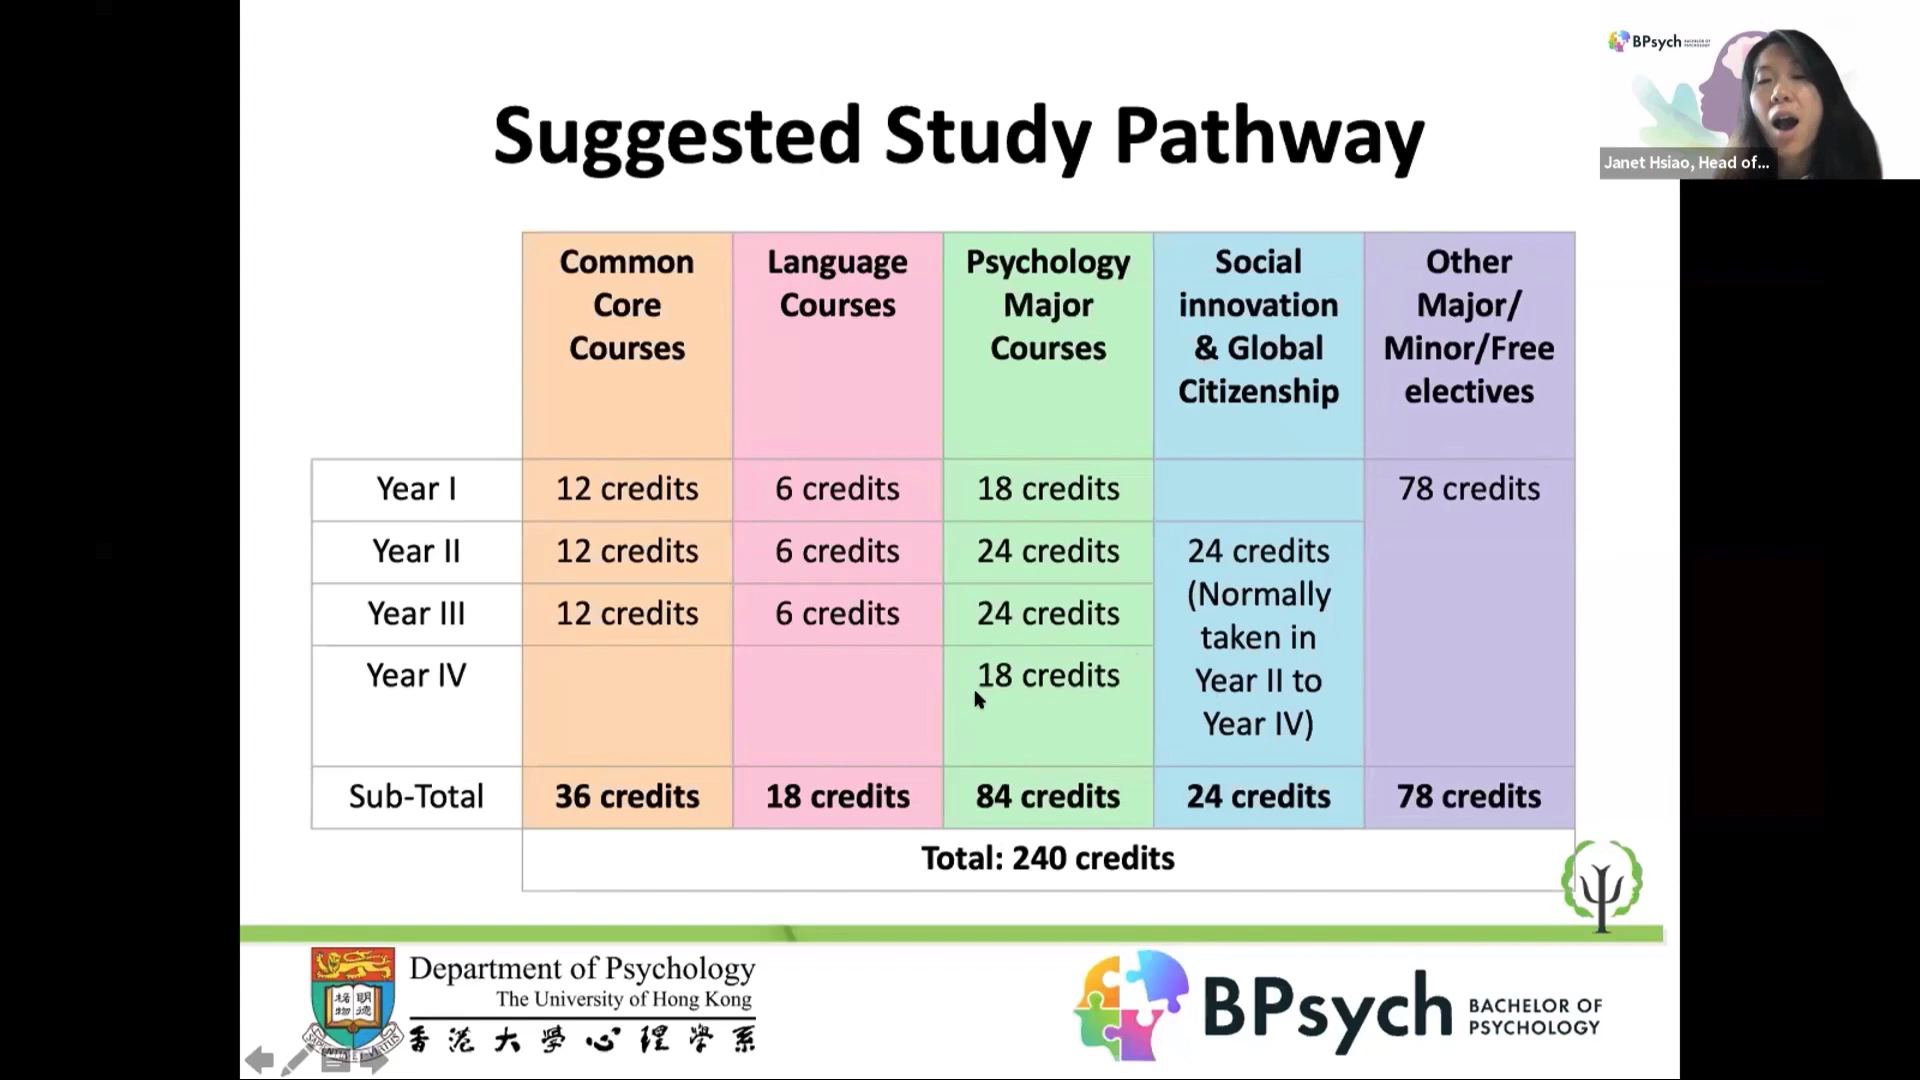 BPsych
Janet Hsiao, Head of...
Suggested Study Pathway
Common
Core
Courses
Language
Courses
Psychology
Major
Courses
Social
innovation
& Global
Citizenship
Other
Major/
Minor/Free
electives
Year I
12 credits
6 credits
18 credits
78 credits
Year II
12 credits
6 credits
24 credits
24 credits
(Normally
taken in
Year II to
Year IV)
Year III
12 credits
6 credits
24 credits
Year IV
18 credits
Sub-Total
36 credits
18 credits
84 credits
24 credits
78 credits
Total: 240 credits
Department of Psychology
The University of Hong Kong
香港大學心理學系
BPsych
BACHELOR OF
PSYCHOLOGY